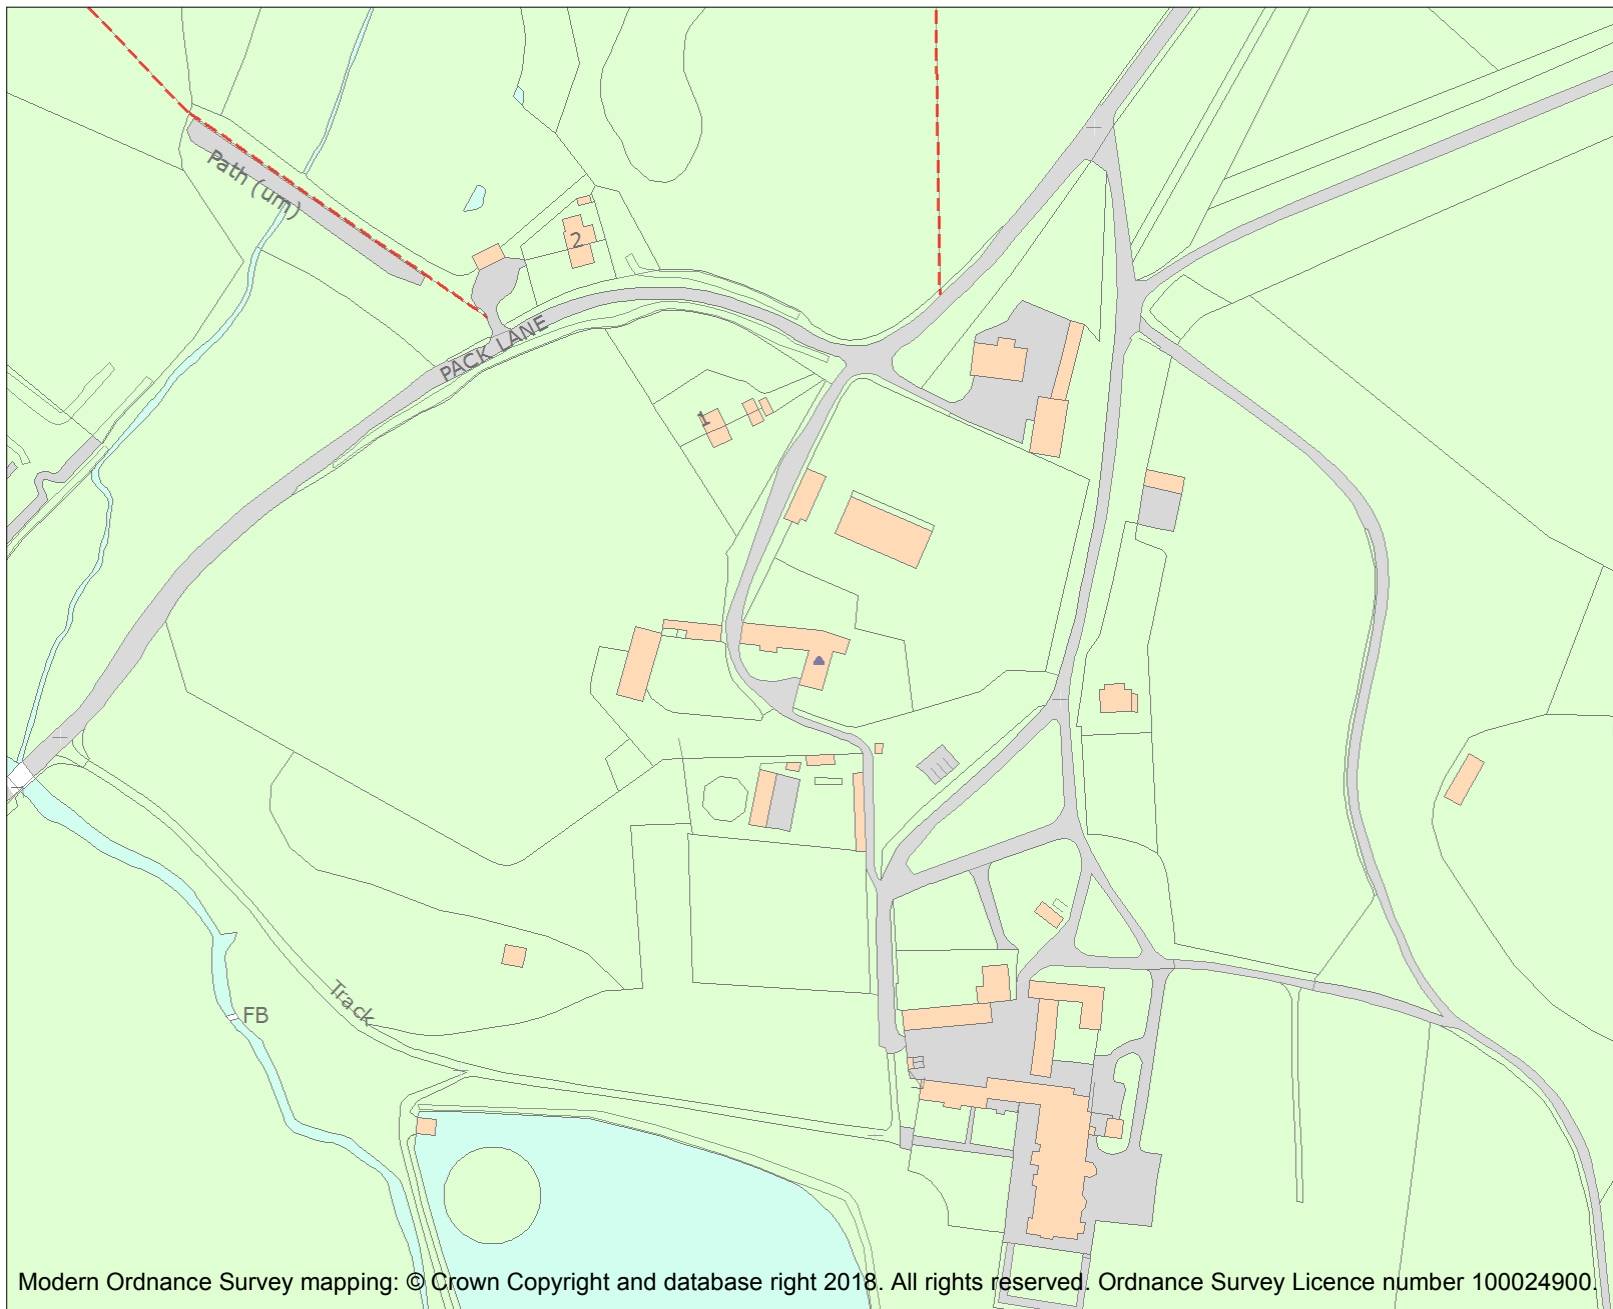 Path (um)
2
PACK LANE
1
Track
FB
Modern Ordnance Survey mapping: © Crown Copyright and database right 2018. All rights reserved. Ordnance Survey Licence number 100024900.